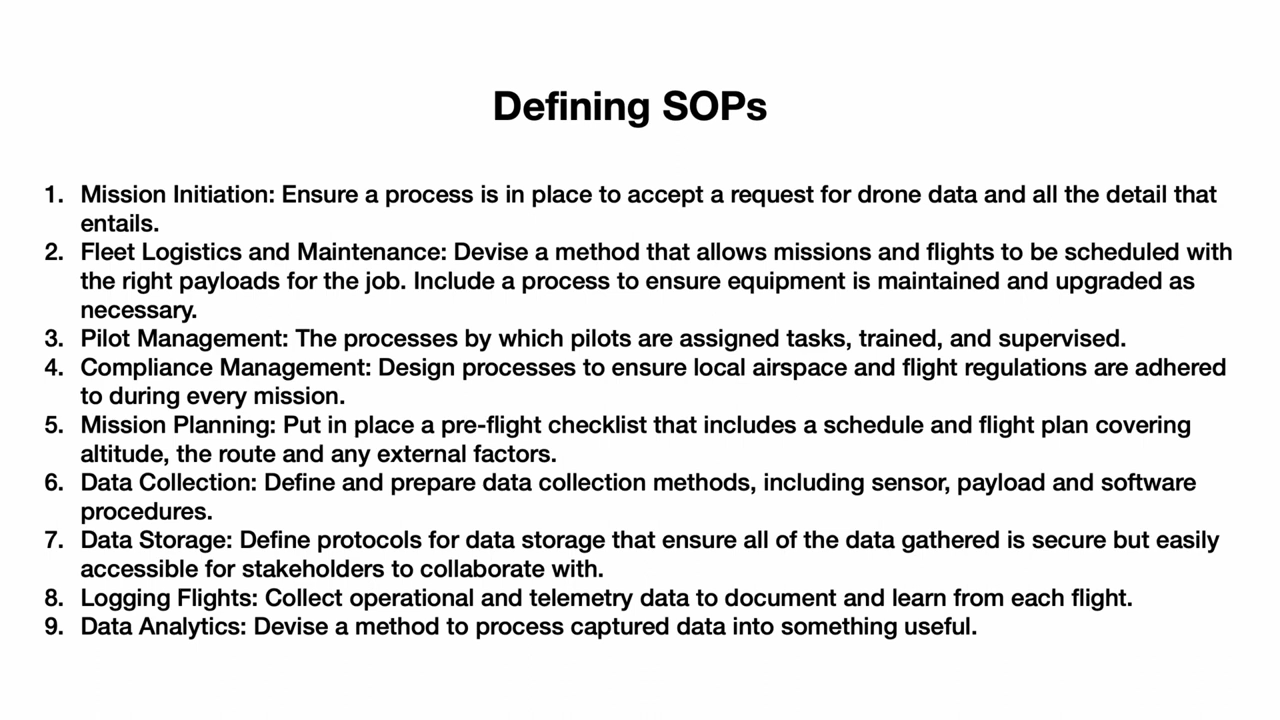 Defining SOPs
1. Mission Initiation: Ensure a process is in place to accept a request for drone data and all the detail that
entails.
2. Fleet Logistics and Maintenance: Devise a method that allows missions and flights to be scheduled with
the right payloads for the job. Include a process to ensure equipment is maintained and upgraded as
necessary.
3. Pilot Management: The processes by which pilots are assigned tasks, trained, and supervised.
4. Compliance Management: Design processes to ensure local airspace and flight regulations are adhered
to during every mission.
5. Mission Planning: Put in place a pre-flight checklist that includes a schedule and flight plan covering
altitude, the route and any external factors.
6. Data Collection: Define and prepare data collection methods, including sensor, payload and software
procedures.
7. Data Storage: Define protocols for data storage that ensure all of the data gathered is secure but easily
accessible for stakeholders to collaborate with.
8. Logging Flights: Collect operational and telemetry data to document and learn from each flight.
9. Data Analytics: Devise a method to process captured data into something useful.